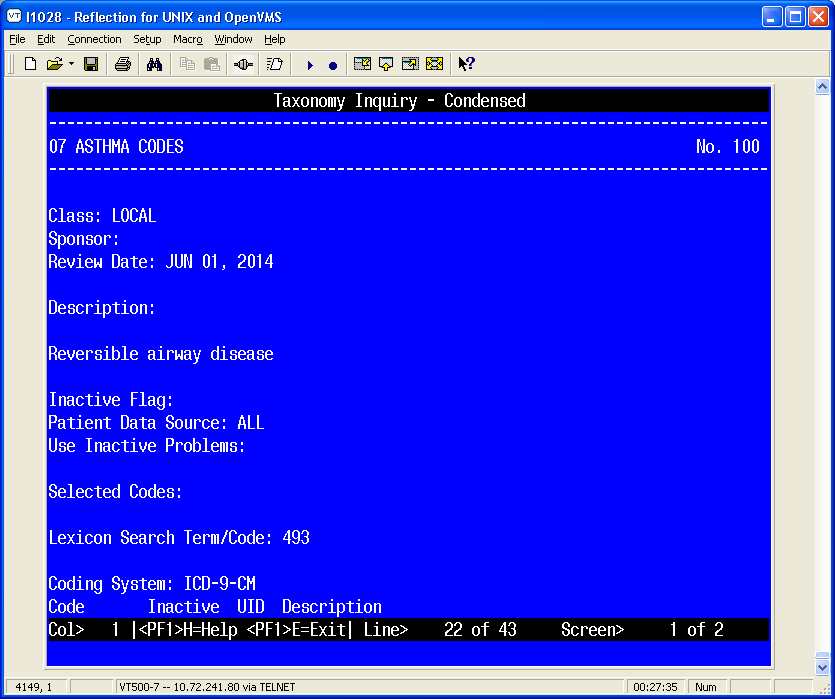 VT I1028 - Reflection for UNIX and OpenVMS
File Edit Connection Setup Macro Window Help
Taxonomy Inquiry - Condensed
--------------------------------------------------------------------------------
07 ASTHMA CODES No. 100
--------------------------------------------------------------------------------
Class: LOCAL
Sponsor:
Review Date: JUN 01, 2014
Description:
Reversible airway disease
Inactive Flag:
Patient Data Source: ALL
Use Inactive Problems:
Selected Codes:
Lexicon Search Term/Code: 493
Coding System: ICD-9-CM
Code Inactive UID Description
Col> 1 |<PF1>H=Help <PF1>E=Exit| Line> 22 of 43 Screen> 1 of 2
4149, 1 VT500-7 -- 10.72.241.80 via TELNET 00:27:35 Num